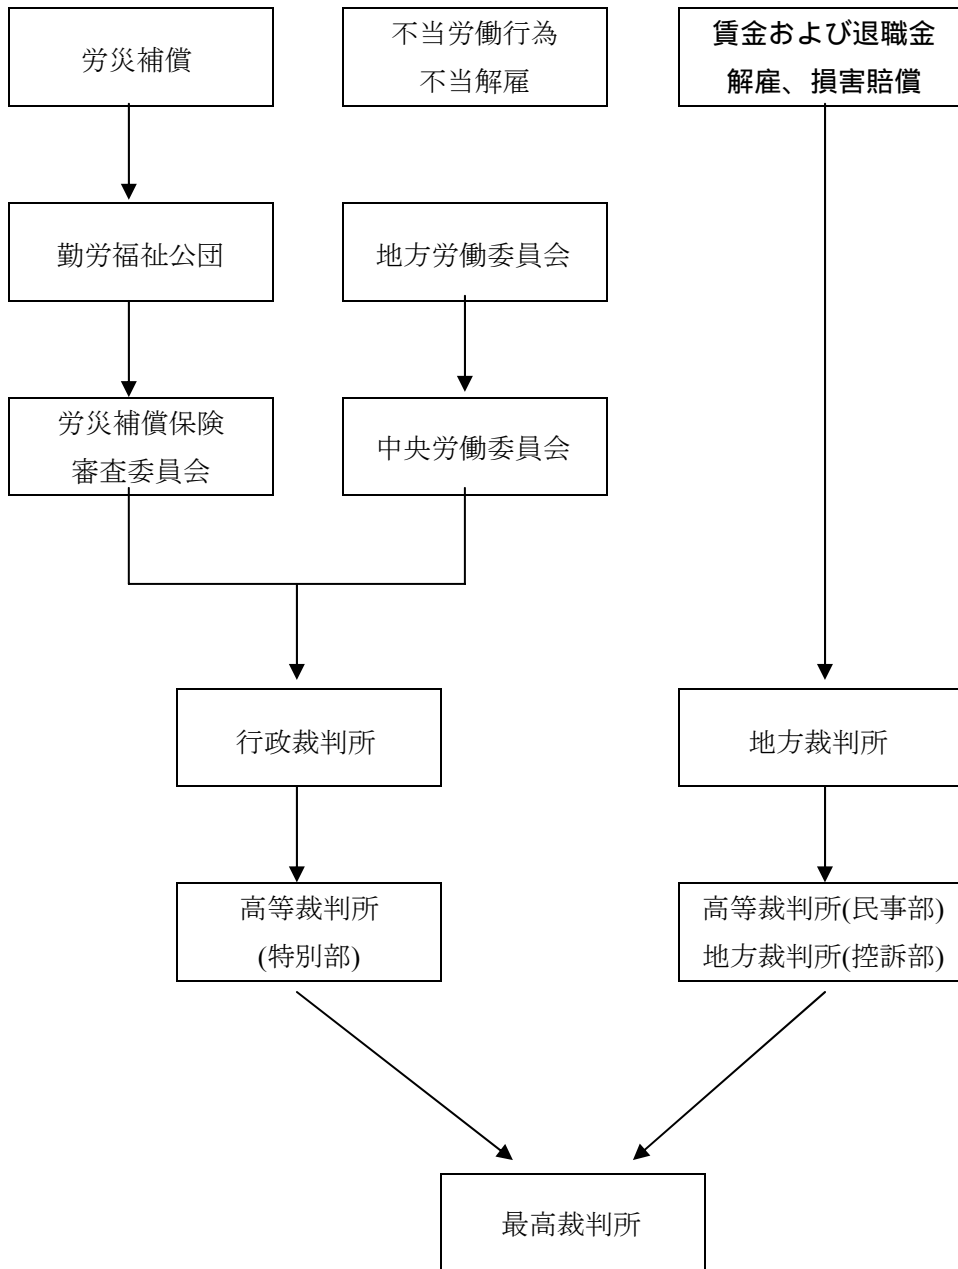 労災補償
不当労働行為
不当解雇
賃金および退職金
解雇、損害賠償
勤労福祉公団
地方労働委員会
労災補償保険
審査委員会
中央労働委員会
行政裁判所
地方裁判所
高等裁判所
(特別部)
高等裁判所(民事部)
地方裁判所(控訴部)
最高裁判所